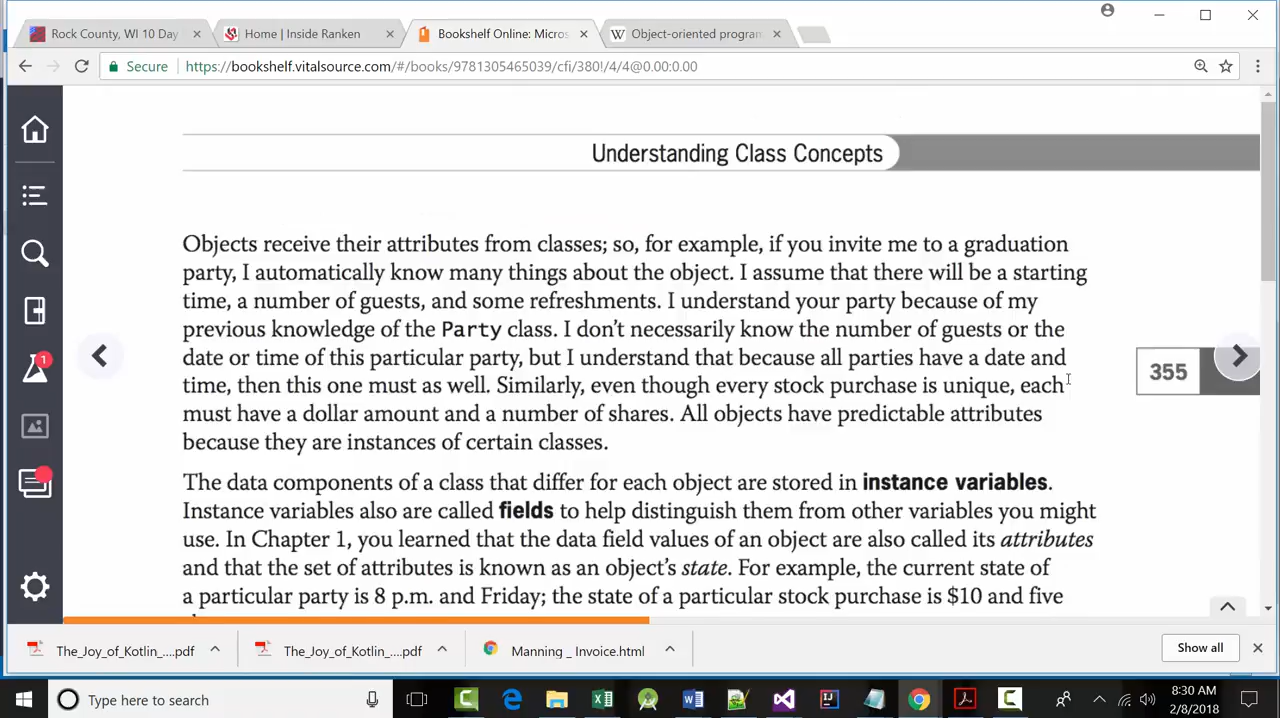 Rock County, WI 10 Day
Home | Inside Ranken
Bookshelf Online: Micros
Object-oriented program
Secure
https://bookshelf.vitalsource.com/#/books/9781305465039/cfi/380!/4/4@0.00:0.00
Understanding Class Concepts
Objects receive their attributes from classes; so, for example, if you invite me to a graduation
party, I automatically know many things about the object. I assume that there will be a starting
time, a number of guests, and some refreshments. I understand your party because of my
previous knowledge of the Party class. I don't necessarily know the number of guests or the
date or time of this particular party, but I understand that because all parties have a date and
time, then this one must as well. Similarly, even though every stock purchase is unique, each
must have a dollar amount and a number of shares. All objects have predictable attributes
because they are instances of certain classes.
355
The data components of a class that differ for each object are stored in instance variables.
Instance variables also are called fields to help distinguish them from other variables you might
use. In Chapter 1, you learned that the data field values of an object are also called its attributes
and that the set of attributes is known as an object's state. For example, the current state of
a particular party is 8 p.m. and Friday; the state of a particular stock purchase is $10 and five
1
The_Joy_of_Kotlin_....pdf
The_Joy_of_Kotlin_....pdf
Manning _ Invoice.html
Show all
Type here to search
8:30 AM
2/8/2018